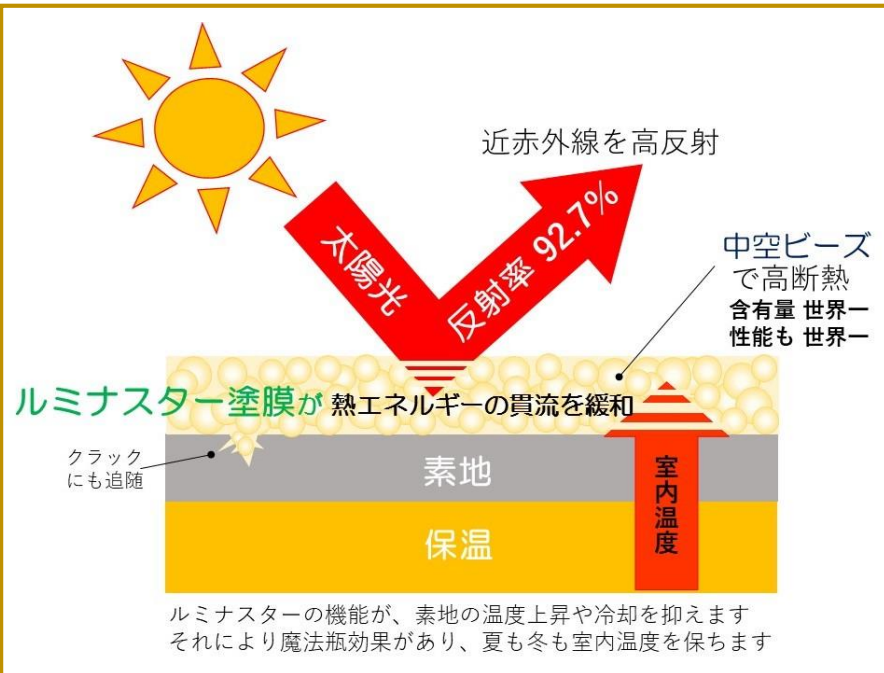 近赤外線を高反射
太陽光
反射率 92.7%
中空ビーズ
で高断熱
含有量 世界一
性能も 世界一
ルミナスター塗膜が 熱エネルギーの貫流を緩和
クラック
にも追随
素地
室内温度
保温
ルミナスターの機能が、素地の温度上昇や冷却を抑えます
それにより魔法瓶効果があり、夏も冬も室内温度を保ちます